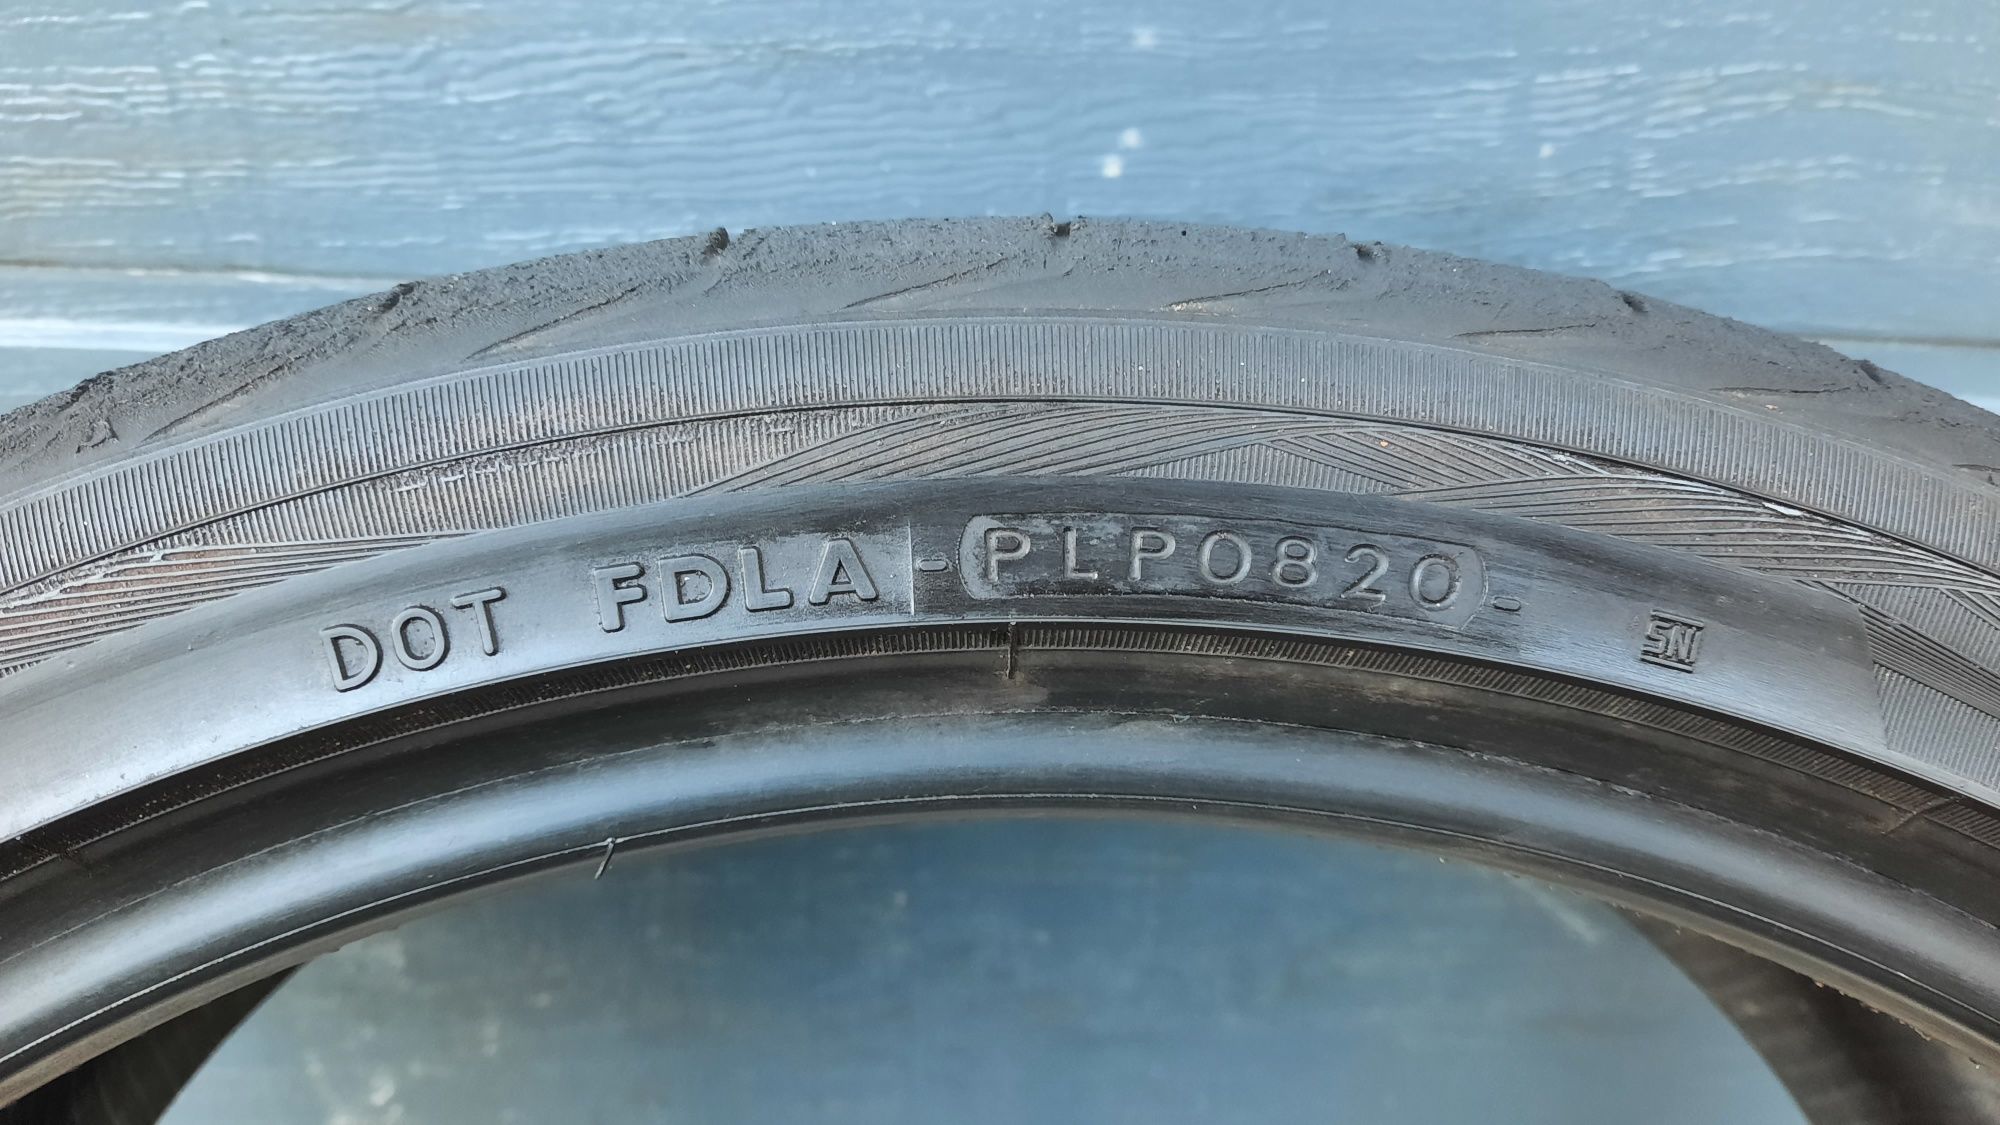 DOT FDLA -PLP0820-